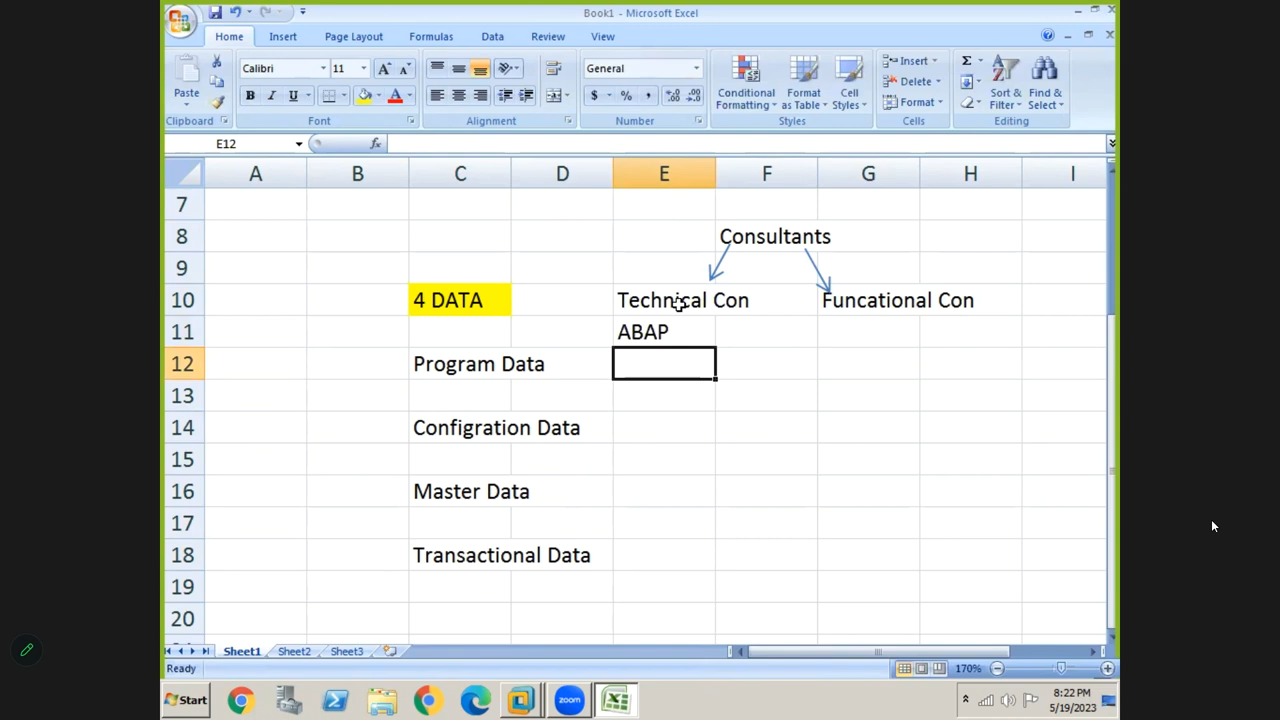 Book1 - Microsoft Excel
Home Insert Page Layout Formulas Data Review View
Calibri 11 General
Paste
B I U $ % ,
Conditional Formatting Format as Table Cell Styles
Insert
Delete
Format
Sort & Filter Find & Select
Clipboard Font Alignment Number Styles Cells Editing
E12 fx
A B C D E F G H I
7
8 Consultants
9
10 4 DATA Technical Con Funcational Con
11 ABAP
12 Program Data
13
14 Configration Data
15
16 Master Data
17
18 Transactional Data
19
20
Sheet1 Sheet2 Sheet3
Ready 170%
Start zoom 8:22 PM
5/19/2023